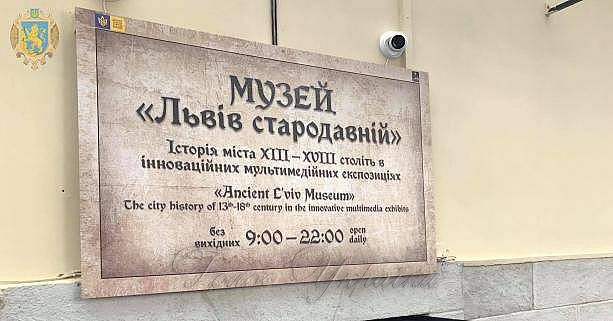 МУЗЕЙ
«Львів стародавній»
Історія міста XIII–XVIII століть в
інноваційних мультимедійних експозиціях
«Ancient L'viv Museum»
The city history of 13th-18th century in the innovative multimedia exhibits
без вихідних 9:00–22:00 open daily